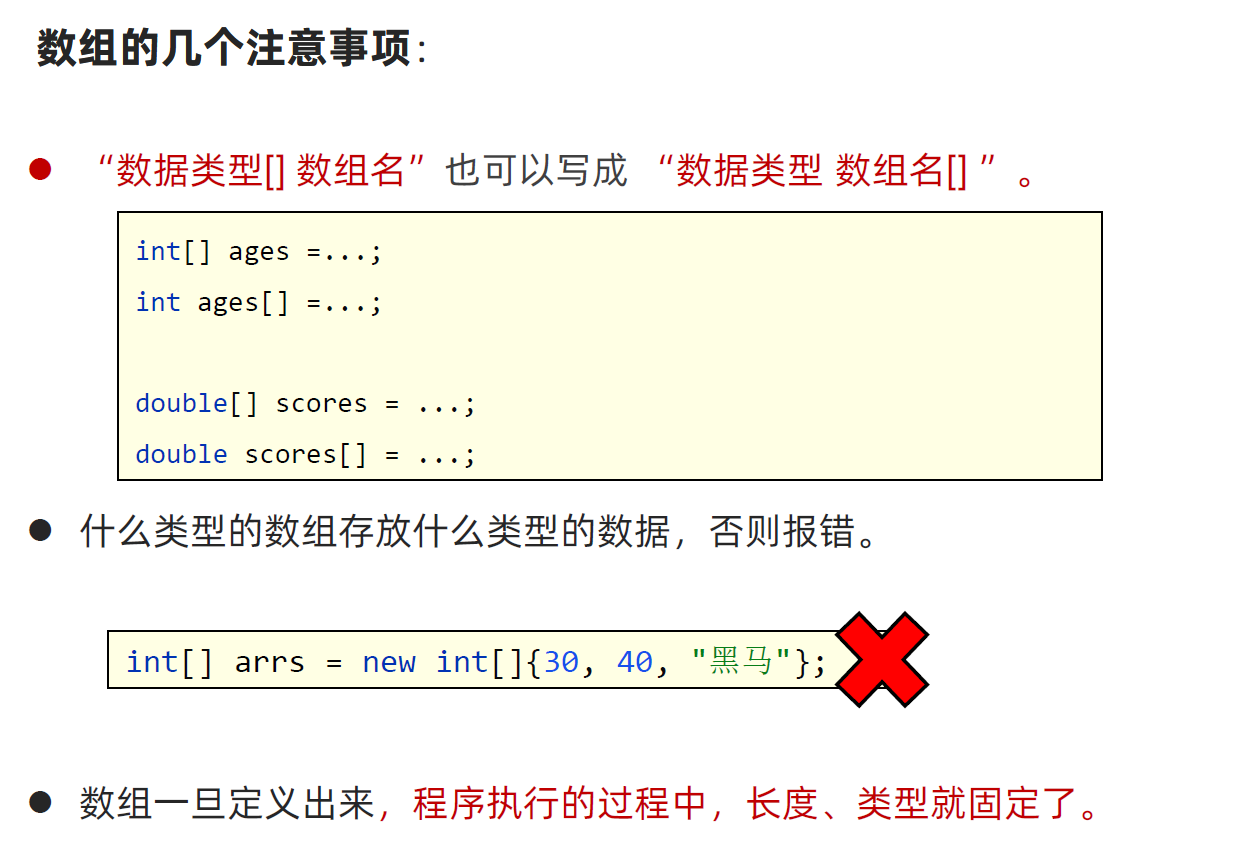 数组的几个注意事项：
“数据类型[] 数组名”也可以写成 “数据类型 数组名[] ”。
int[] ages =...;
int ages[] =...;
double[] scores = ...;
double scores[] = ...;
什么类型的数组存放什么类型的数据，否则报错。
int[] arrs = new int[]{30, 40, "黑马"};
数组一旦定义出来，程序执行的过程中，长度、类型就固定了。